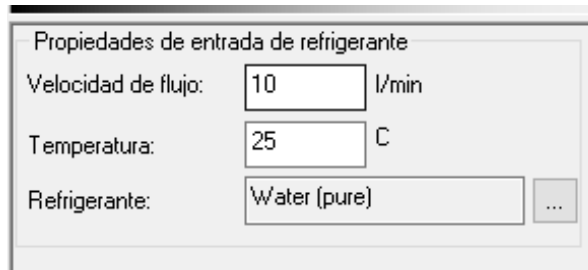 Propiedades de entrada de refrigerante
Velocidad de flujo: 10 l/min
Temperatura: 25 C
Refrigerante: Water (pure) ...